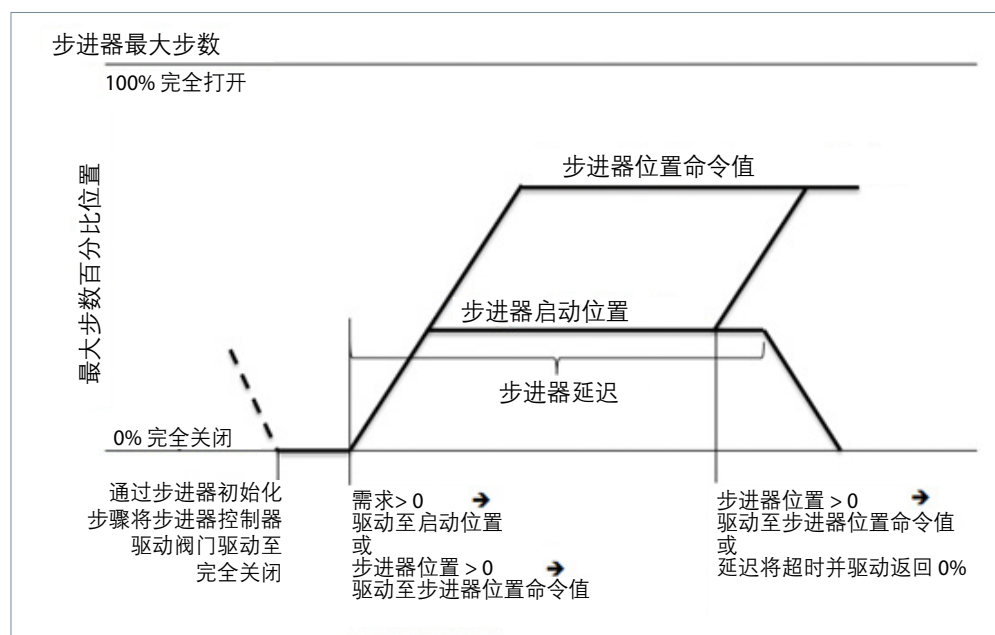 步进器最大步数
100% 完全打开
最大步数百分比位置
步进器位置命令值
步进器启动位置
步进器延迟
0% 完全关闭
通过步进器初始化
步骤将步进器控制器
驱动阀门驱动至
完全关闭
需求> 0 ➔
驱动至启动位置
或
步进器位置 > 0 ➔
驱动至步进器位置命令值
步进器位置 > 0 ➔
驱动至步进器位置命令值
或
延迟将超时并驱动返回 0%